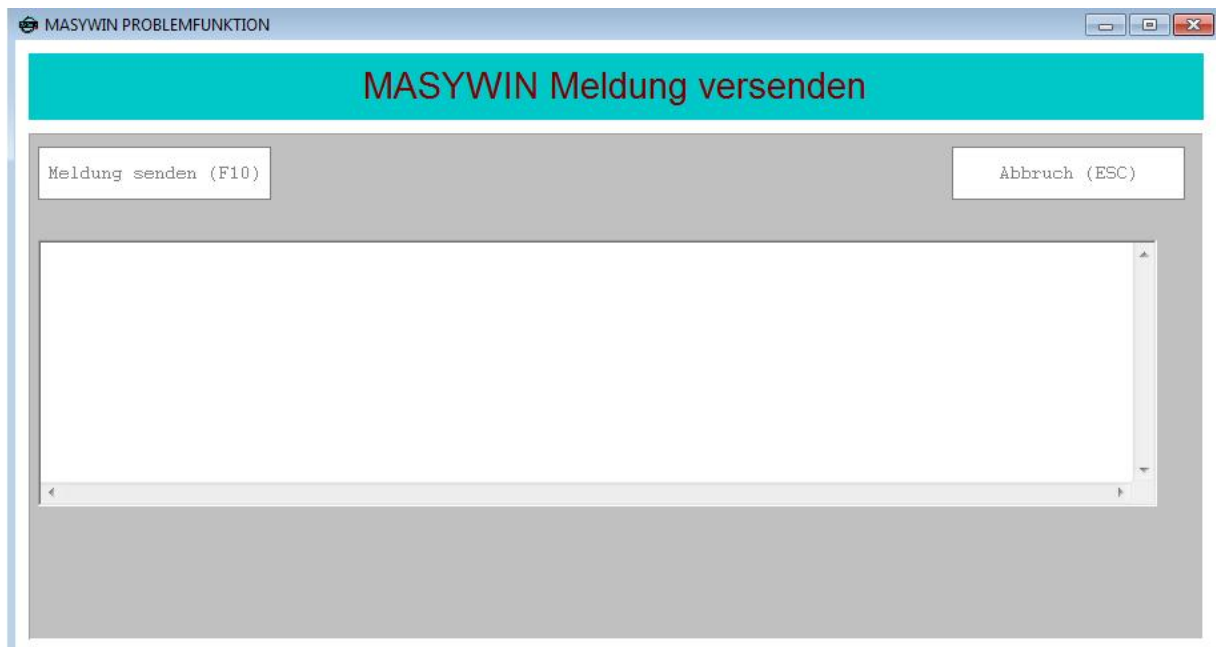 MASYWIN PROBLEMFUNKTION
MASYWIN Meldung versenden
Meldung senden (F10)
Abbruch (ESC)